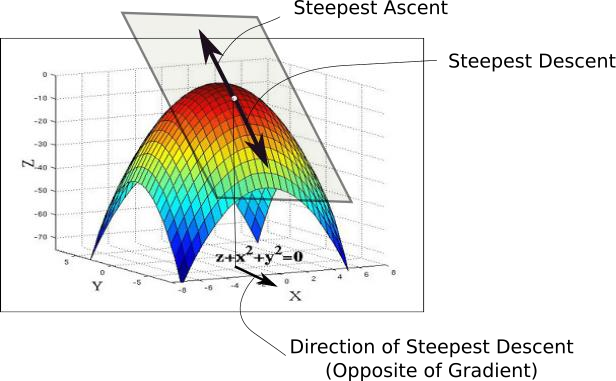 Steepest Ascent
Steepest Descent
0
-10
-20
-30
-40
-50
-60
-70
Z
5
0
-5
Y
-8
-6
-4
-2
0
2
4
6
8
X
z+x²+y²=0
Direction of Steepest Descent
(Opposite of Gradient)